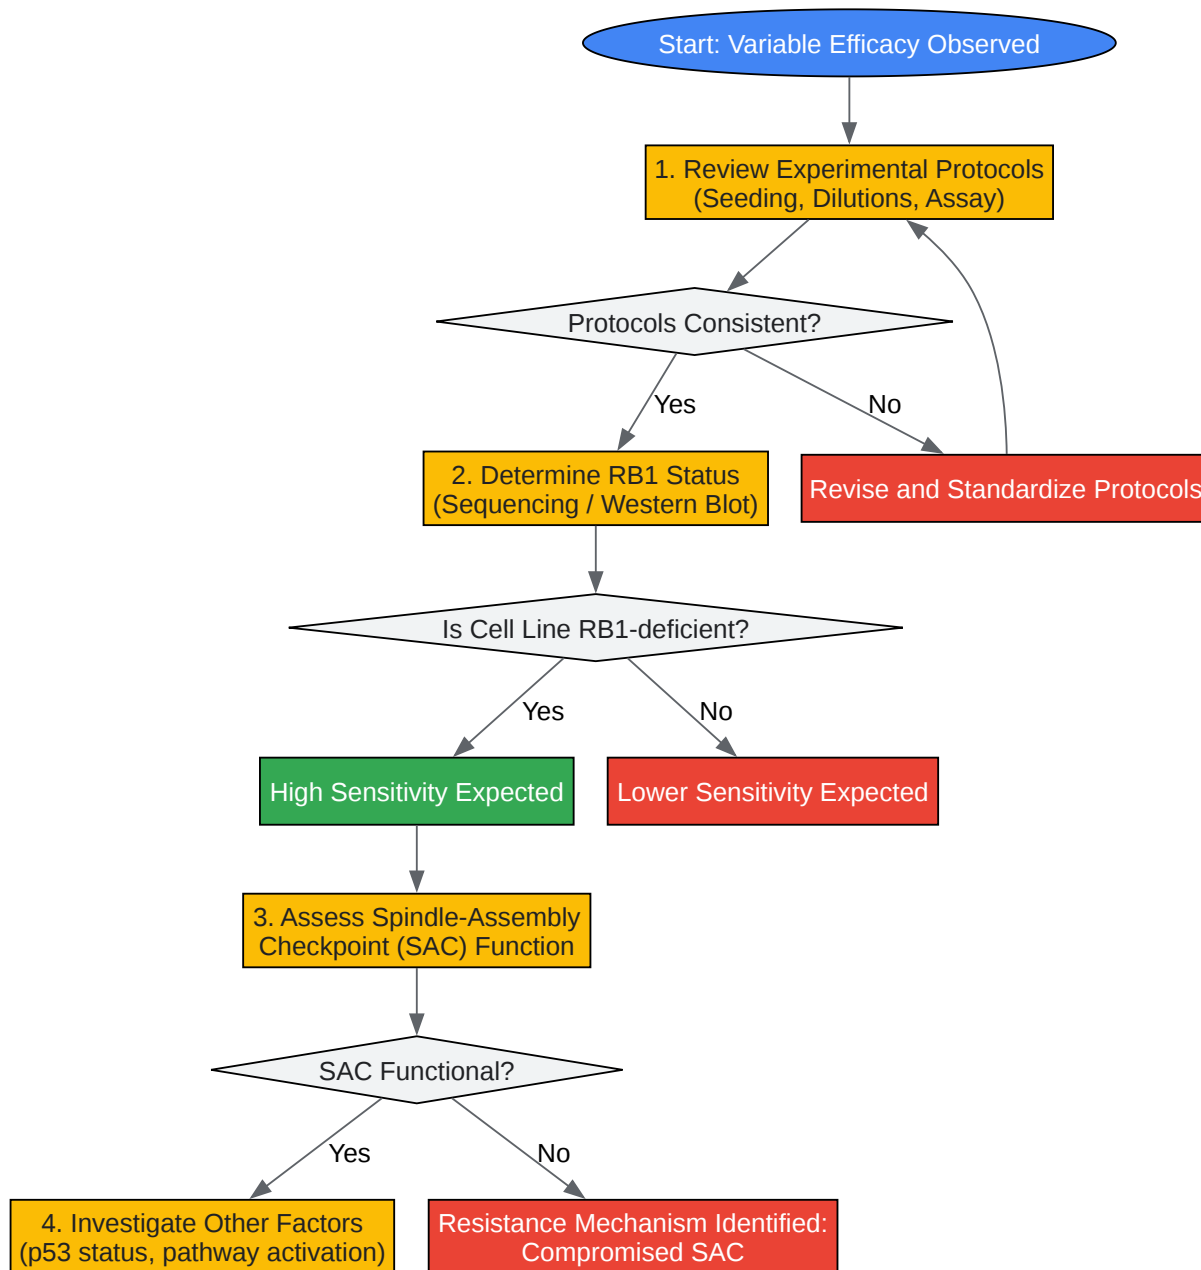 Start: Variable Efficacy Observed
1. Review Experimental Protocols
(Seeding, Dilutions, Assay)
Protocols Consistent?
Yes
No
2. Determine RB1 Status
(Sequencing / Western Blot)
Revise and Standardize Protocols
Is Cell Line RB1-deficient?
Yes
No
High Sensitivity Expected
Lower Sensitivity Expected
3. Assess Spindle-Assembly
Checkpoint (SAC) Function
SAC Functional?
Yes
No
4. Investigate Other Factors
(p53 status, pathway activation)
Resistance Mechanism Identified:
Compromised SAC